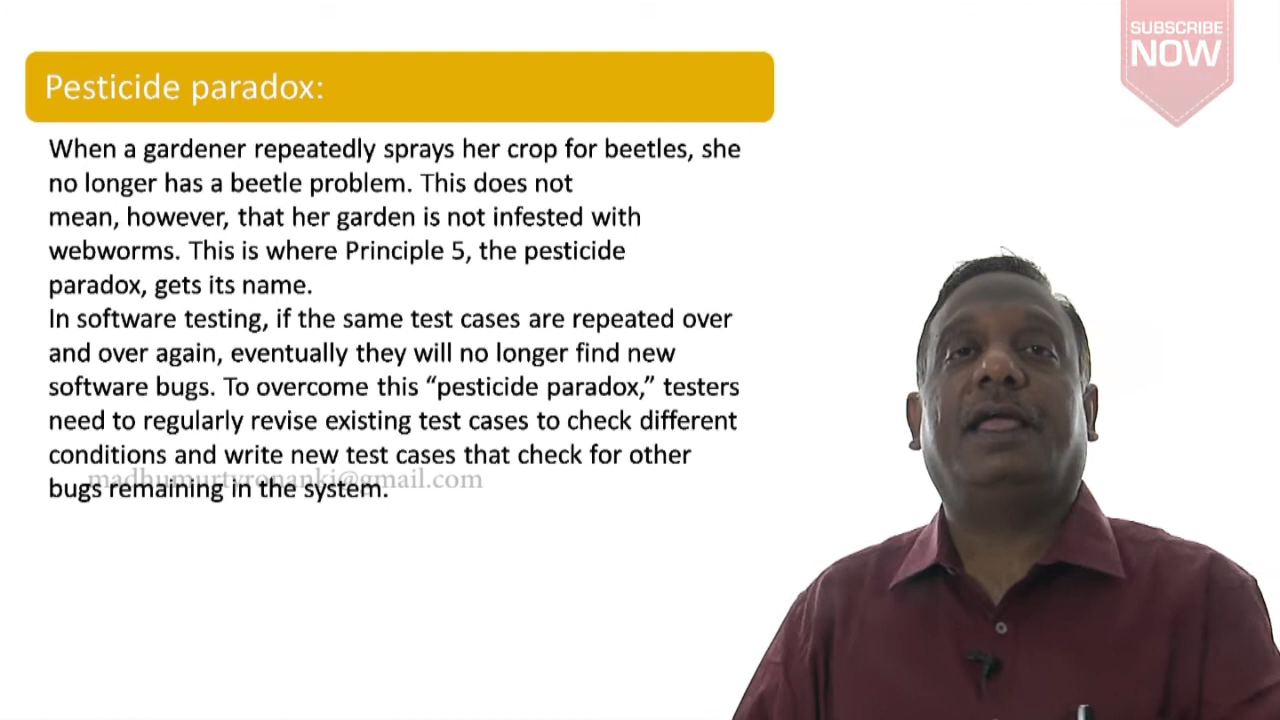 SUBSCRIBE
NOW
Pesticide paradox:
When a gardener repeatedly sprays her crop for beetles, she
no longer has a beetle problem. This does not
mean, however, that her garden is not infested with
webworms. This is where Principle 5, the pesticide
paradox, gets its name.
In software testing, if the same test cases are repeated over
and over again, eventually they will no longer find new
software bugs. To overcome this “pesticide paradox,” testers
need to regularly revise existing test cases to check different
conditions and write new test cases that check for other
madhumurtyronanki@gmail.com
bugs remaining in the system.